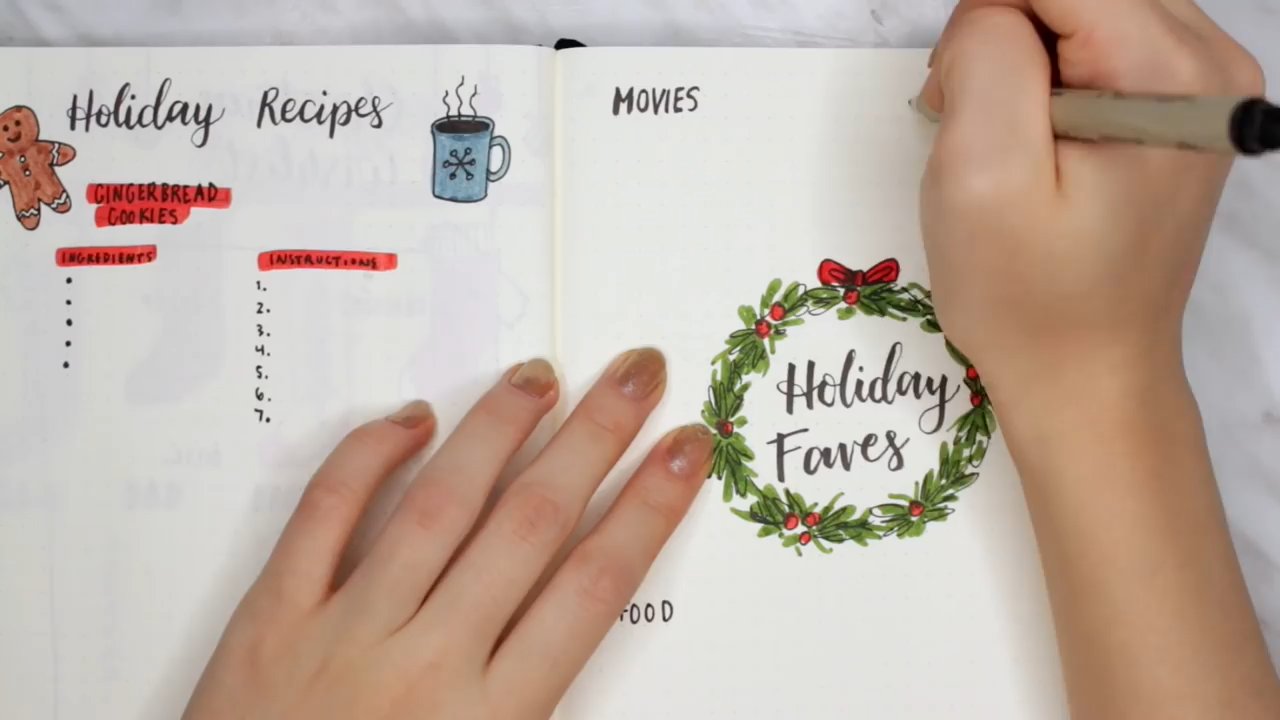 Holiday Recipes
GINGERBREAD
COOKIES
INGREDIENTS
INSTRUCTIONS
1.
2.
3.
4.
5.
6.
7.
MOVIES
Holiday
Faves
FOOD